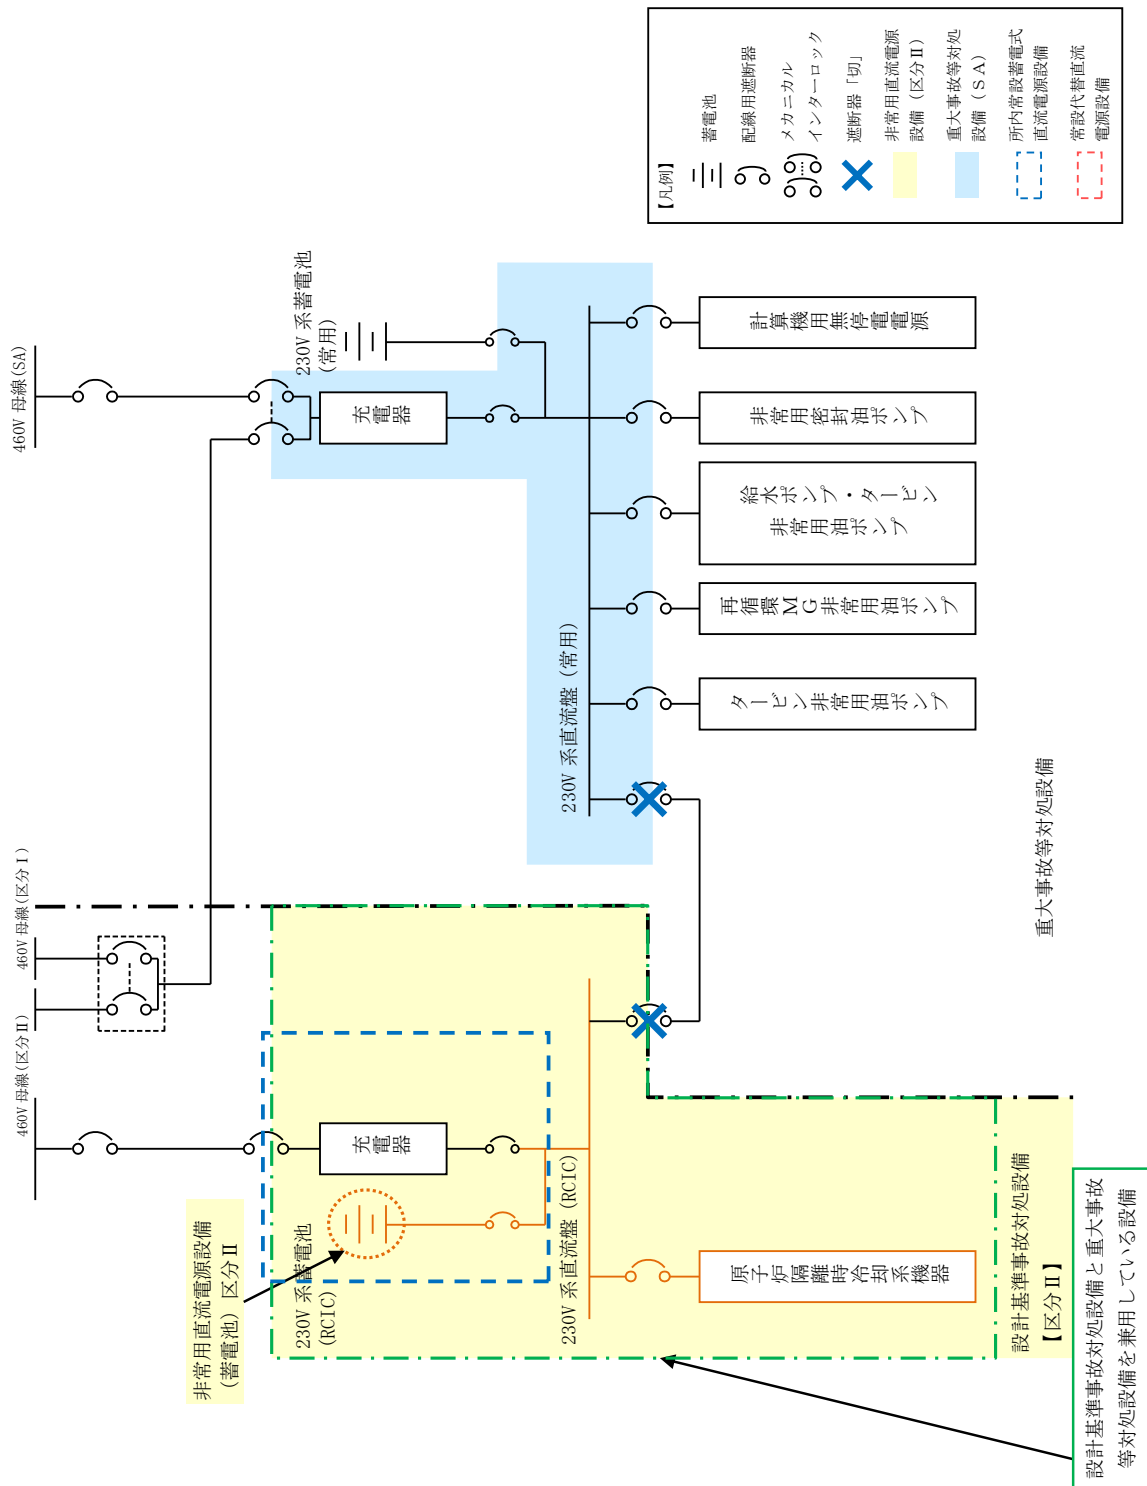 460V 母線(区分Ⅱ)
460V 母線(区分Ⅰ)
460V 母線(SA)
非常用直流電源設備
(蓄電池) 区分Ⅱ
230V 系蓄電池
(RCIC)
充電器
230V 系直流盤 (RCIC)
原子炉隔離時冷却系機器
設計基準事故対処設備
【区分Ⅱ】
設計基準事故対処設備と重大事故
等対処設備を兼用している設備
230V 系蓄電池
(常用)
充電器
230V 系直流盤 (常用)
タービン非常用油ポンプ
再循環MG非常用油ポンプ
給水ポンプ・タービン
非常用油ポンプ
非常用密封油ポンプ
計算機用無停電電源
重大事故等対処設備
【凡例】
蓄電池
配線用遮断器
メカニカル
インターロック
遮断器「切」
非常用直流電源
設備(区分Ⅱ)
重大事故等対処
設備(SA)
所内常設蓄電式
直流電源設備
常設代替直流
電源設備